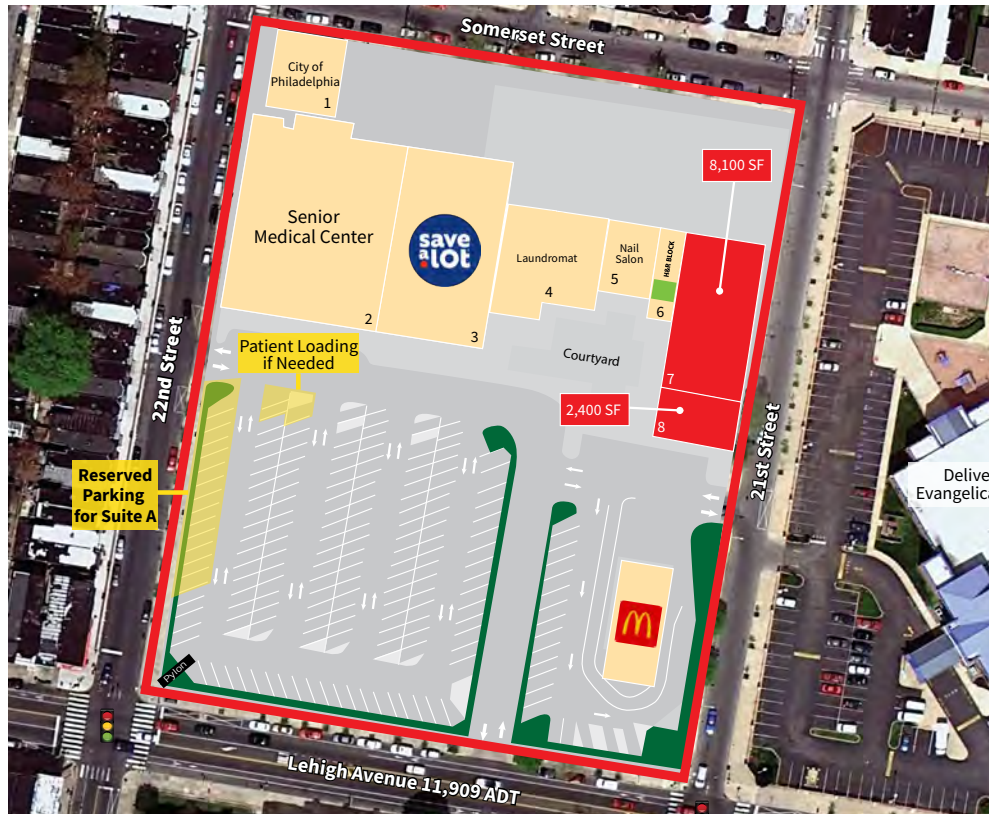 Somerset Street
City of
Philadelphia
1
8,100 SF
Senior
Medical Center
2
save
a
lot
3
Laundromat
4
Nail
Salon
5
H&R BLOCK
6
7
Courtyard
2,400 SF
8
Patient Loading
if Needed
22nd Street
21st Street
Reserved
Parking
for Suite A
Delive
Evangelica
Pylon
Lehigh Avenue 11,909 ADT